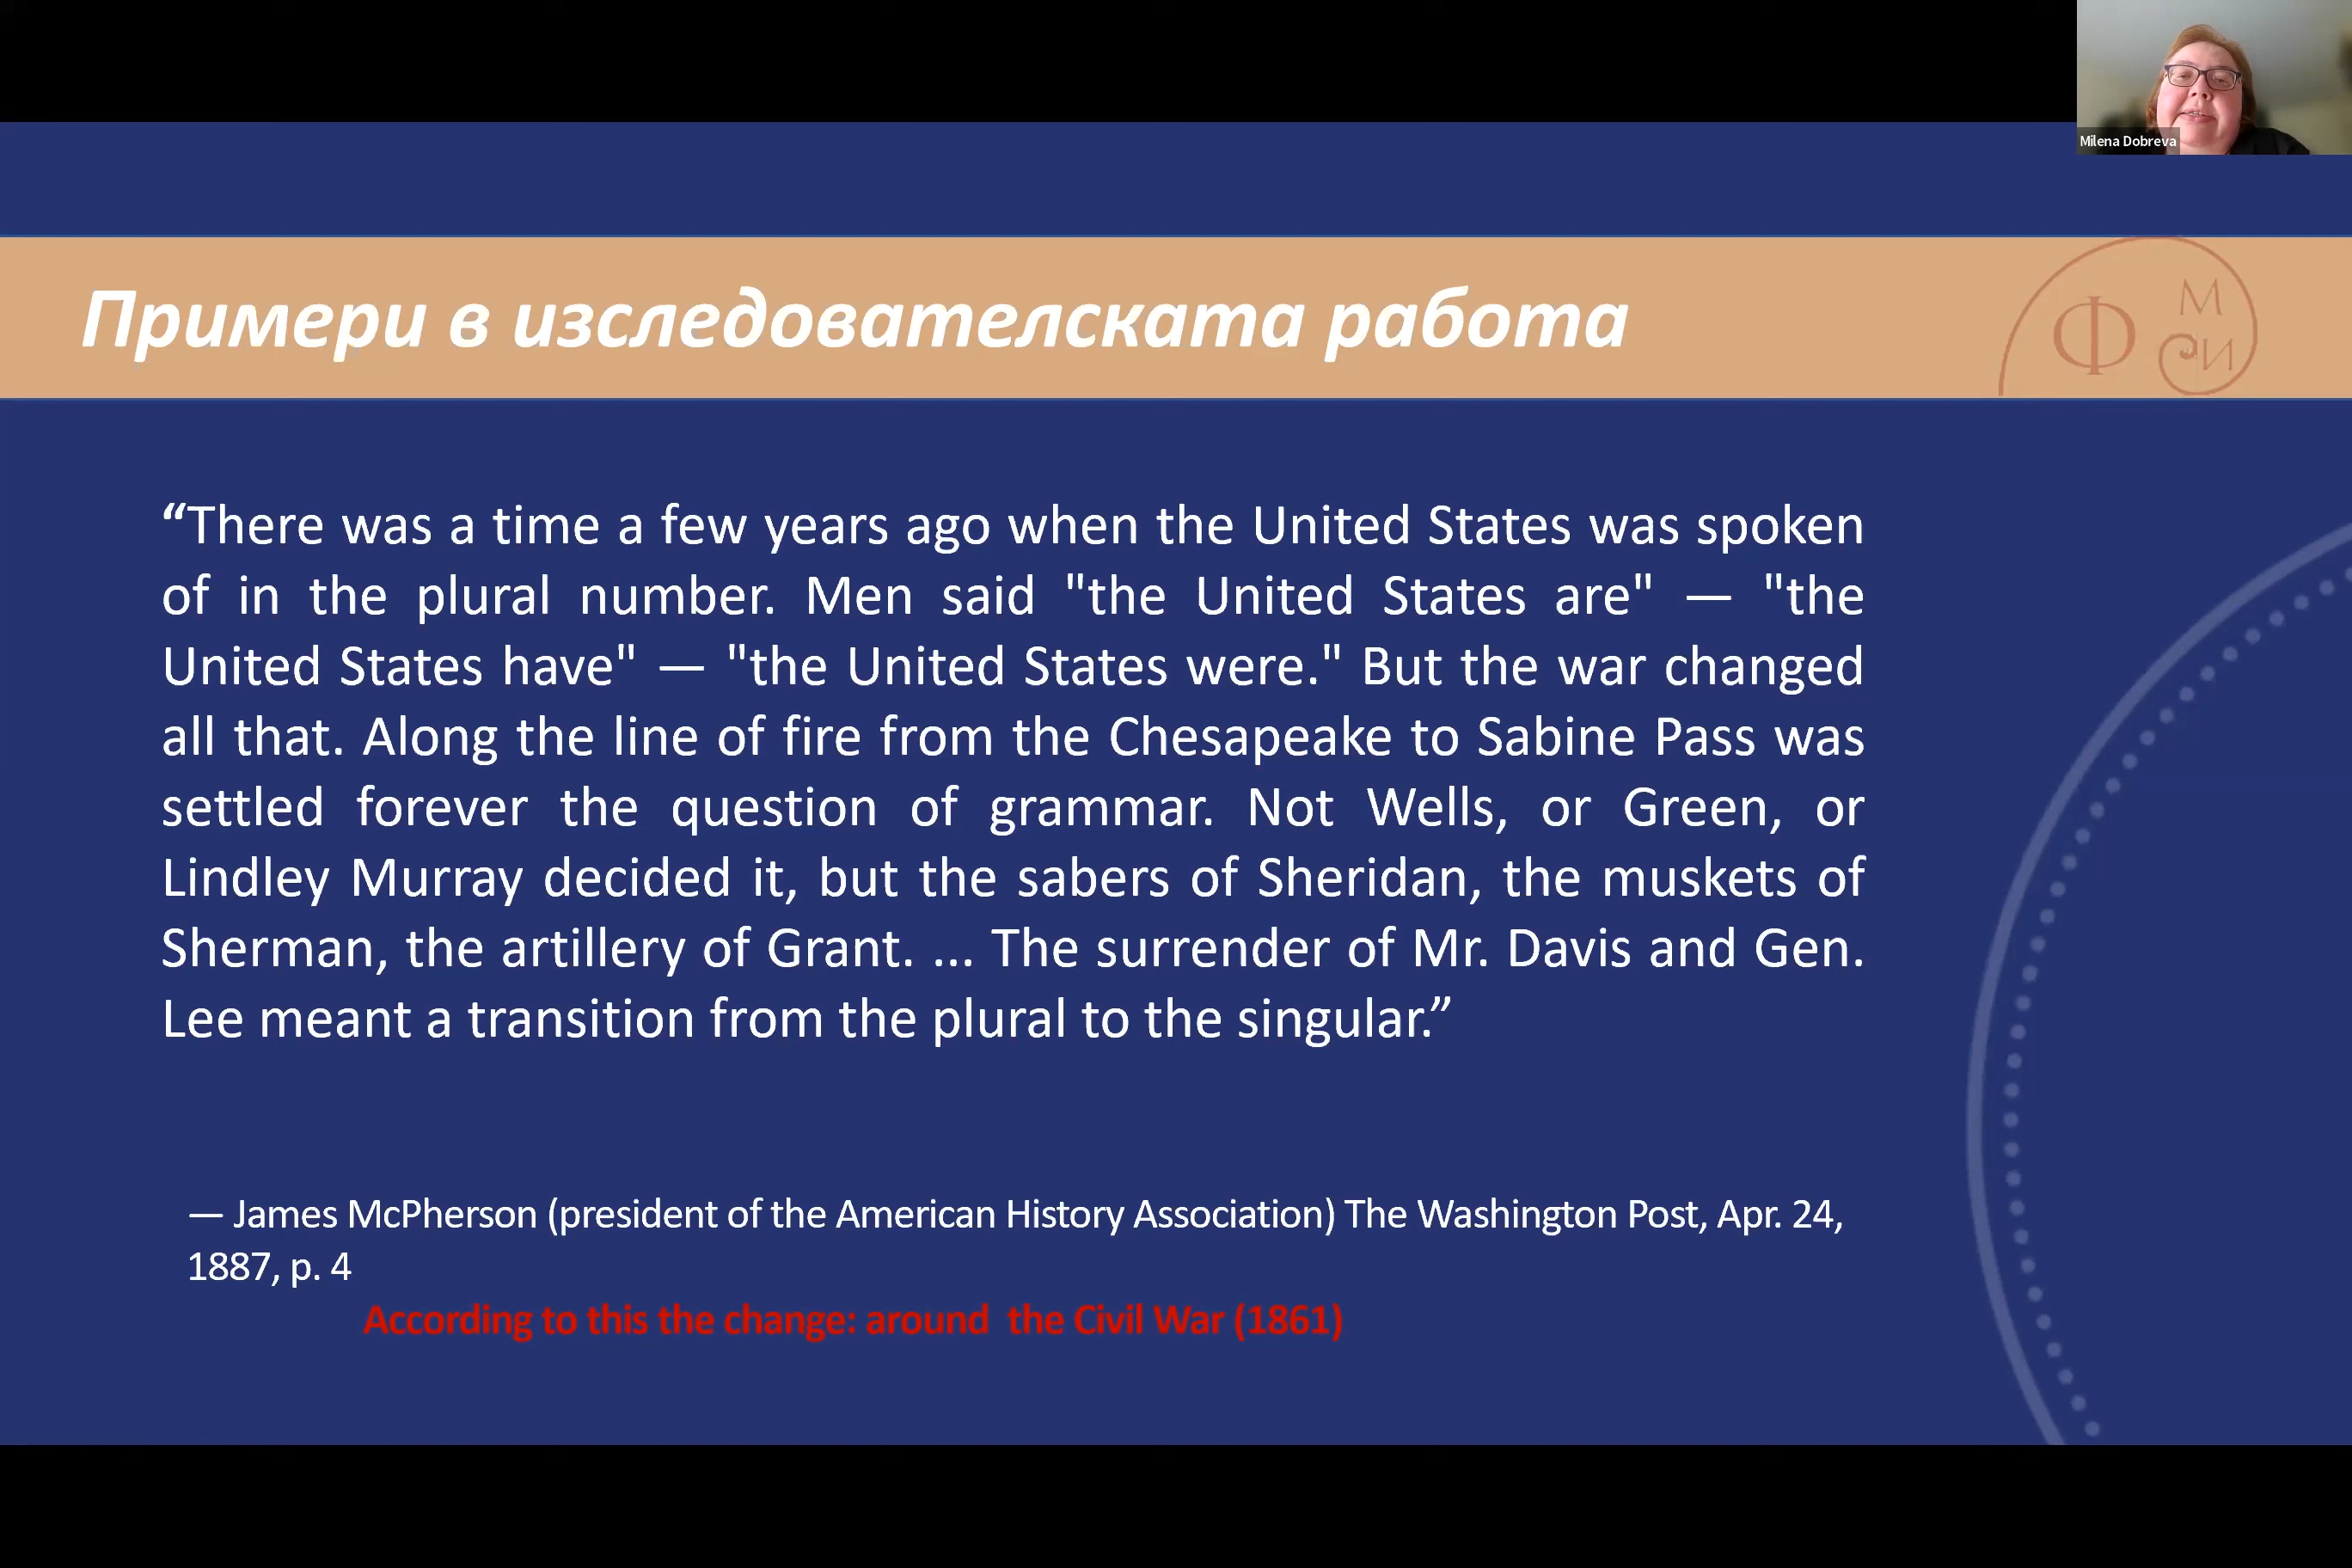 Milena Dobreva
Примери в изследователската работа
Ф
М
СИ
“There was a time a few years ago when the United States was spoken
of in the plural number. Men said "the United States are" — "the
United States have" — "the United States were." But the war changed
all that. Along the line of fire from the Chesapeake to Sabine Pass was
settled forever the question of grammar. Not Wells, or Green, or
Lindley Murray decided it, but the sabers of Sheridan, the muskets of
Sherman, the artillery of Grant. ... The surrender of Mr. Davis and Gen.
Lee meant a transition from the plural to the singular.”
— James McPherson (president of the American History Association) The Washington Post, Apr. 24,
1887, p. 4
According to this the change: around  the Civil War (1861)